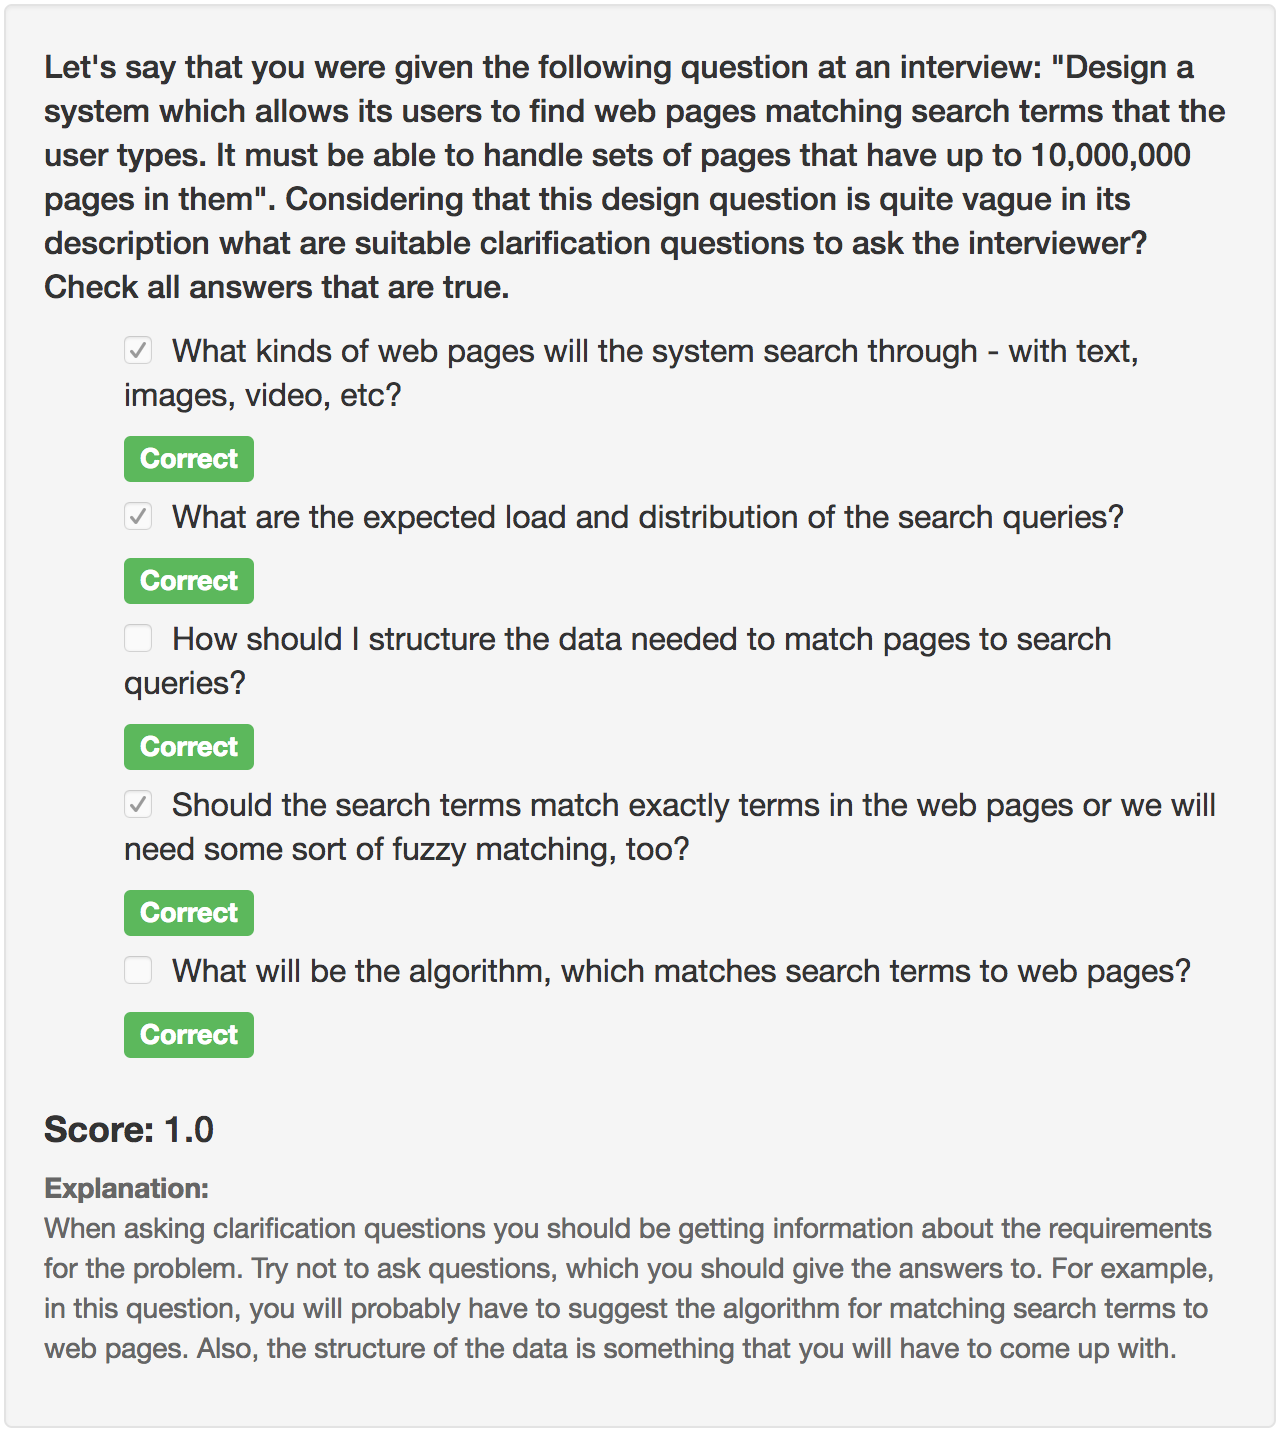 Let's say that you were given the following question at an interview: "Design a
system which allows its users to find web pages matching search terms that the
user types. It must be able to handle sets of pages that have up to 10,000,000
pages in them". Considering that this design question is quite vague in its
description what are suitable clarification questions to ask the interviewer?
Check all answers that are true.
What kinds of web pages will the system search through - with text,
images, video, etc?
Correct
What are the expected load and distribution of the search queries?
Correct
How should I structure the data needed to match pages to search
queries?
Correct
Should the search terms match exactly terms in the web pages or we will
need some sort of fuzzy matching, too?
Correct
What will be the algorithm, which matches search terms to web pages?
Correct
Score: 1.0
Explanation:
When asking clarification questions you should be getting information about the requirements
for the problem. Try not to ask questions, which you should give the answers to. For example,
in this question, you will probably have to suggest the algorithm for matching search terms to
web pages. Also, the structure of the data is something that you will have to come up with.